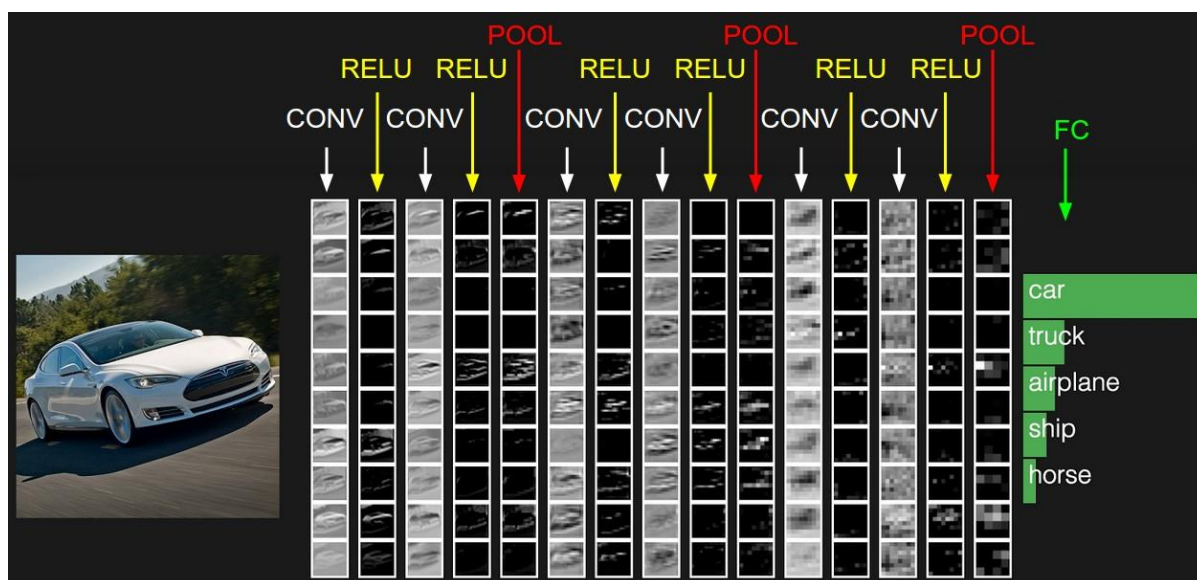 POOL POOL POOL
RELU RELU RELU RELU RELU RELU
CONV CONV CONV CONV CONV CONV
FC
car
truck
airplane
ship
horse